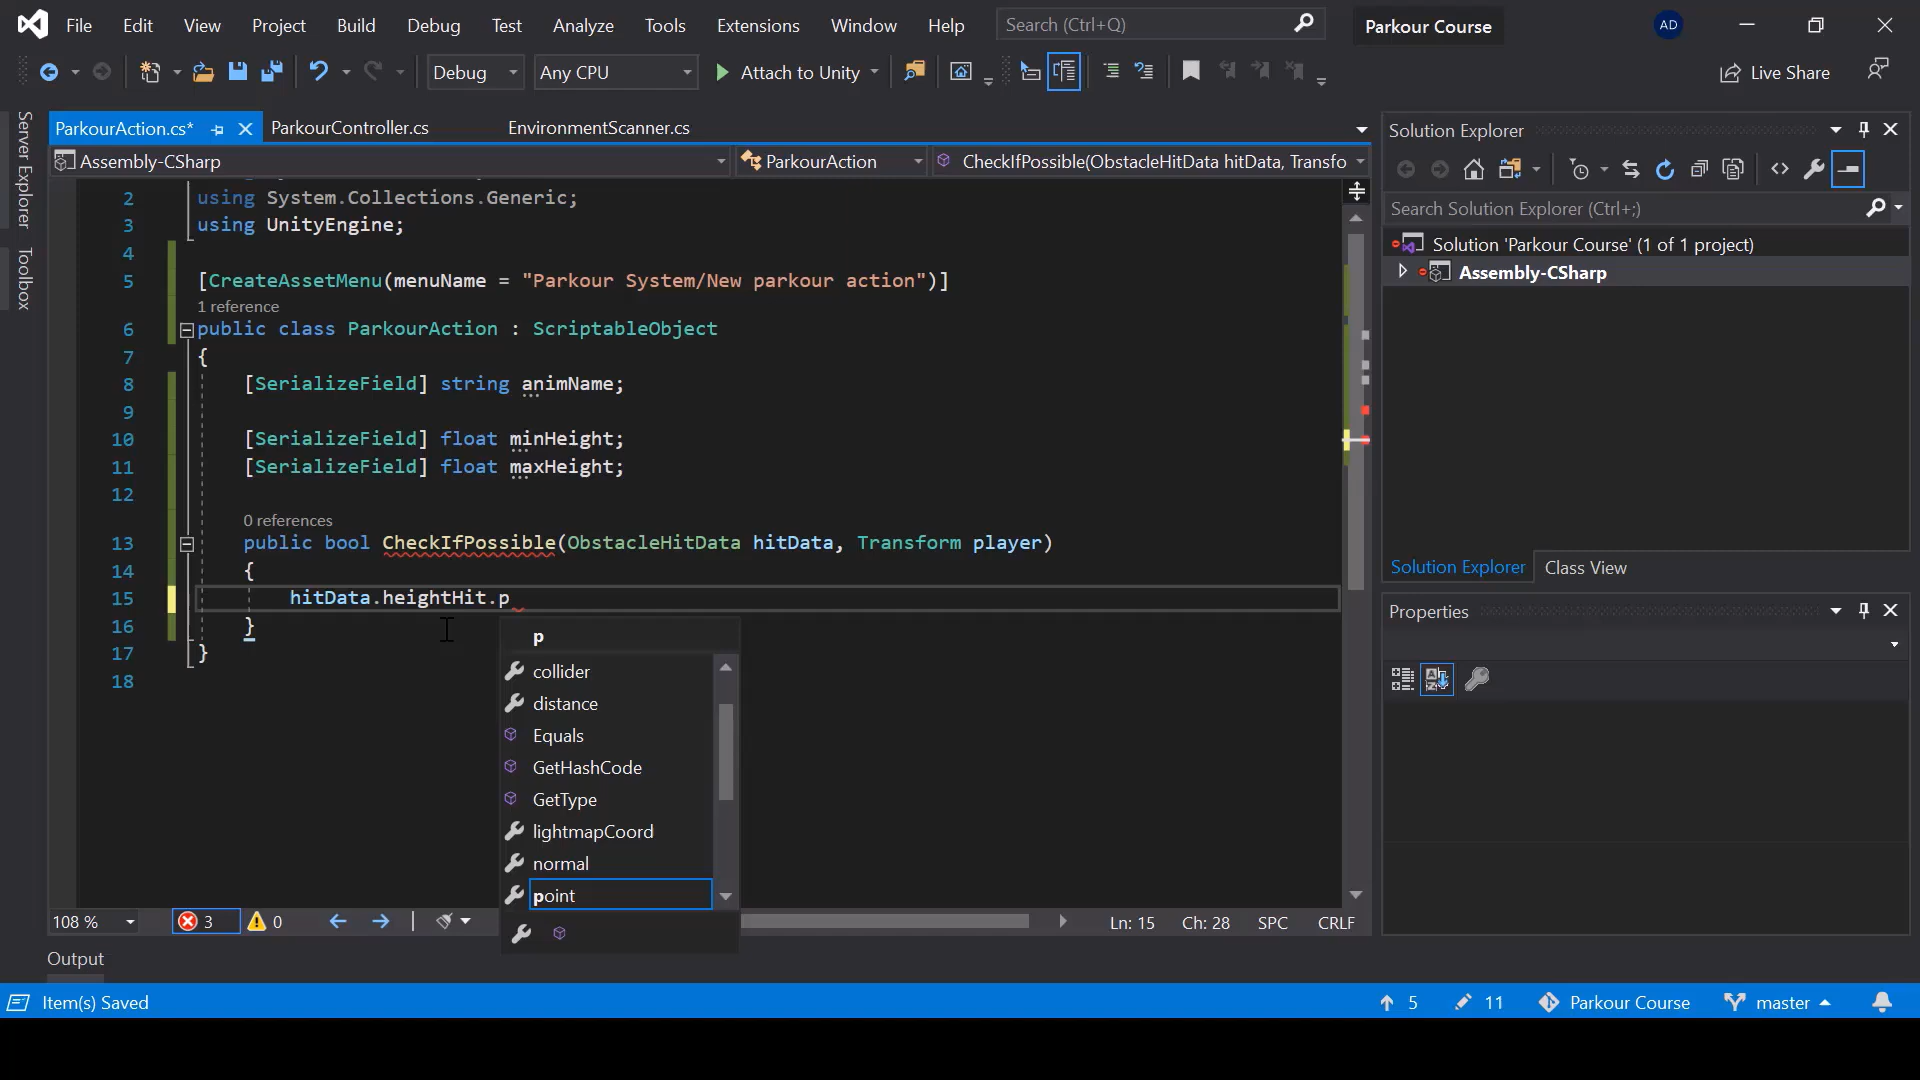 File Edit View Project Build Debug Test Analyze Tools Extensions Window Help Search (Ctrl+Q) Parkour Course AD
Debug Any CPU Attach to Unity Live Share
Server Explorer
Toolbox
ParkourAction.cs* ParkourController.cs EnvironmentScanner.cs
Assembly-CSharp ParkourAction CheckIfPossible(ObstacleHitData hitData, Transfo
2 using System.Collections.Generic;
3 using UnityEngine;
4
5 [CreateAssetMenu(menuName = "Parkour System/New parkour action")]
1 reference
6 public class ParkourAction : ScriptableObject
7 {
8 [SerializeField] string animName;
9
10 [SerializeField] float minHeight;
11 [SerializeField] float maxHeight;
12
0 references
13 public bool CheckIfPossible(ObstacleHitData hitData, Transform player)
14 {
15 hitData.heightHit.p
16 }
17 }
18
p
collider
distance
Equals
GetHashCode
GetType
lightmapCoord
normal
point
108 % 3 0 Ln: 15 Ch: 28 SPC CRLF
Output
Solution Explorer
Search Solution Explorer (Ctrl+;)
Solution 'Parkour Course' (1 of 1 project)
Assembly-CSharp
Solution Explorer Class View
Properties
Item(s) Saved 5 11 Parkour Course master